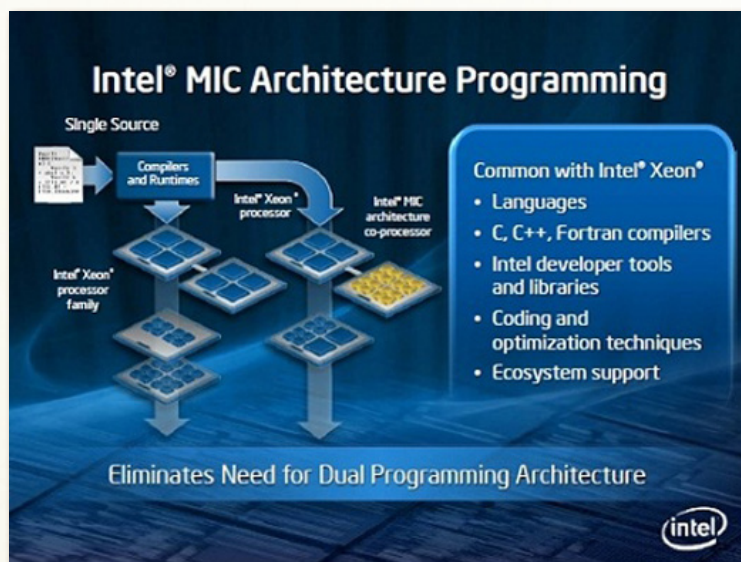 Intel® MIC Architecture Programming
Single Source
Compilers
and Runtimes
Intel® Xeon®
processor
Intel® MIC
architecture
co-processor
Intel® Xeon®
processor
family
Common with Intel® Xeon®
• Languages
• C, C++, Fortran compilers
• Intel developer tools
and libraries
• Coding and
optimization techniques
• Ecosystem support
Eliminates Need for Dual Programming Architecture
intel